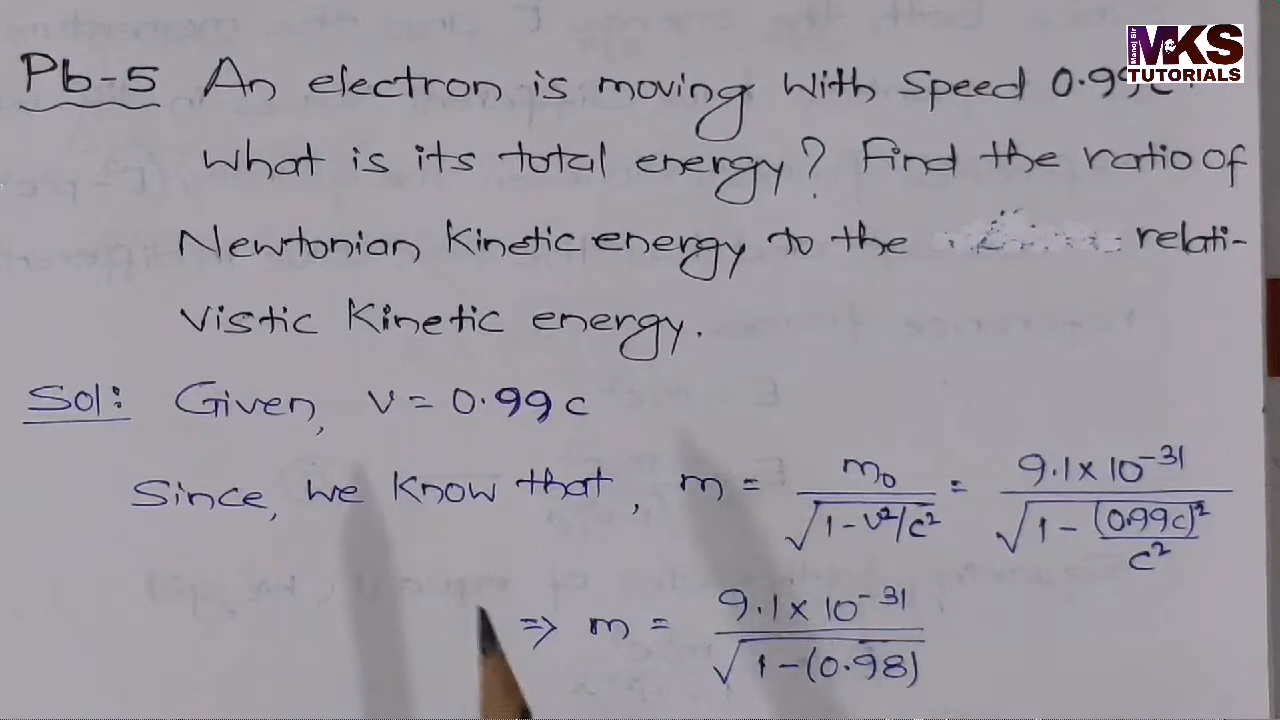 Manoj Sir
MKS
TUTORIALS
Pb-5 An electron is moving with speed 0.99c.
What is its total energy? Find the ratio of
Newtonian kinetic energy to the relati-
vistic kinetic energy.
Sol: Given, v = 0.99c
Since, we know that, m = m₀/√(1-v²/c²) = 9.1×10⁻³¹/√(1-(0.99c)²/c²)
⇒ m = 9.1×10⁻³¹/√(1-(0.98))